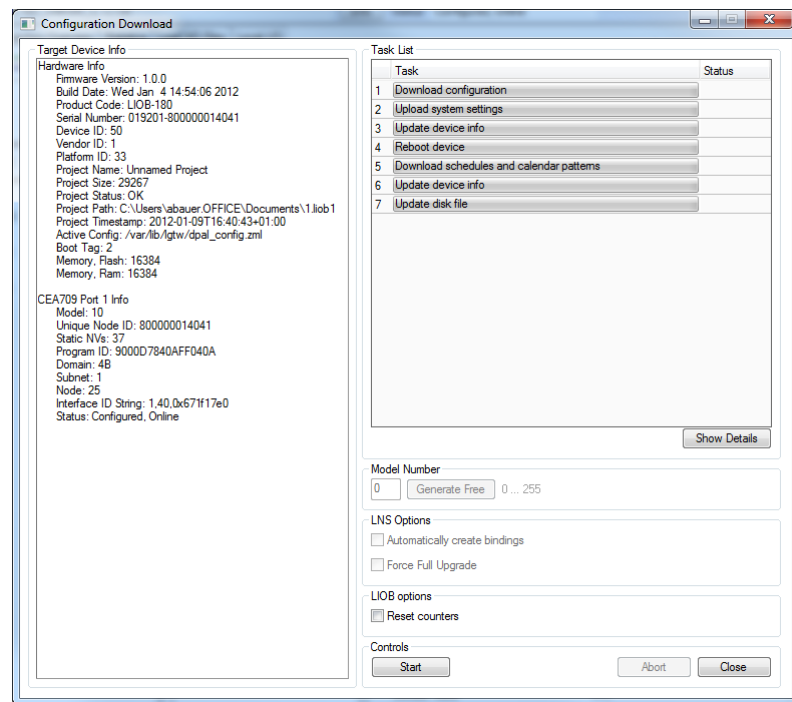 Configuration Download
Target Device Info
Hardware Info
Firmware Version: 1.0.0
Build Date: Wed Jan  4 14:54:06 2012
Product Code: LIOB-180
Serial Number: 019201-800000014041
Device ID: 50
Vendor ID: 1
Platform ID: 33
Project Name: Unnamed Project
Project Size: 29267
Project Status: OK
Project Path: C:\Users\abauer.OFFICE\Documents\1.liob1
Project Timestamp: 2012-01-09T16:40:43+01:00
Active Config: /var/lib/lgtw/dpal_config.zml
Boot Tag: 2
Memory, Flash: 16384
Memory, Ram: 16384
CEA709 Port 1 Info
Model: 10
Unique Node ID: 800000014041
Static NVs: 37
Program ID: 9000D7840AFF040A
Domain: 4B
Subnet: 1
Node: 25
Interface ID String: 1,40,0x671f17e0
Status: Configured, Online
Task List
Task Status
1 Download configuration
2 Upload system settings
3 Update device info
4 Reboot device
5 Download schedules and calendar patterns
6 Update device info
7 Update disk file
Show Details
Model Number
0 Generate Free 0 ... 255
LNS Options
Automatically create bindings
Force Full Upgrade
LIOB options
Reset counters
Controls
Start Abort Close